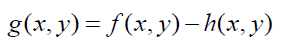 g(x, y) = f(x, y) − h(x, y)